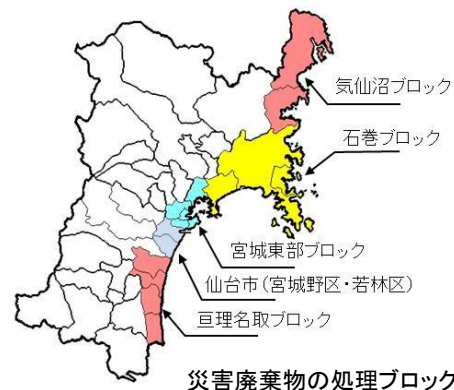 気仙沼ブロック
石巻ブロック
宮城東部ブロック
仙台市(宮城野区・若林区)
亘理名取ブロック
災害廃棄物の処理ブロック